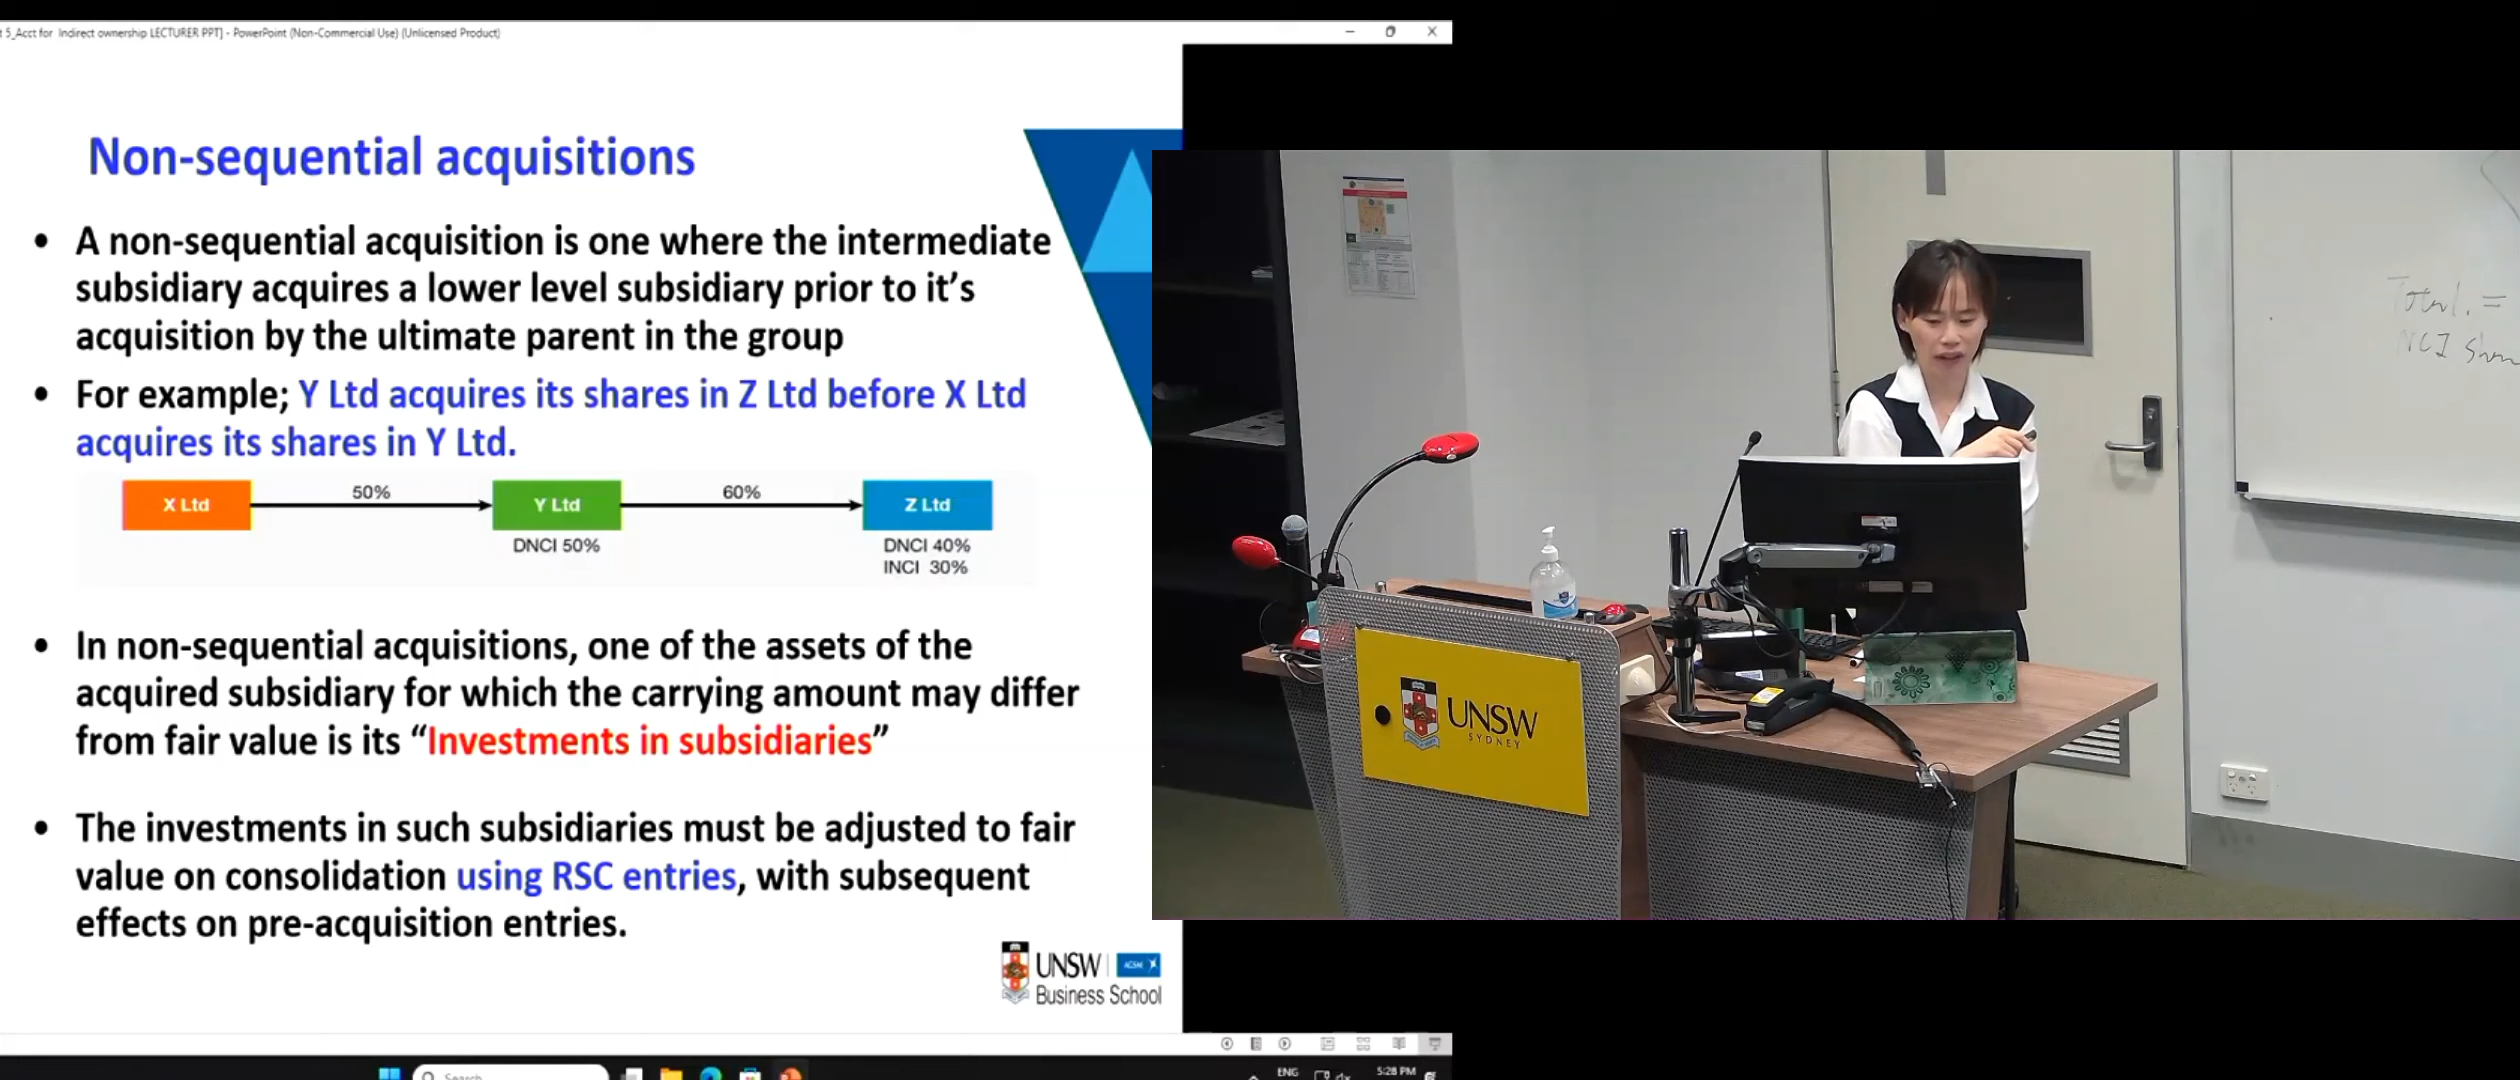 5_Acct for Indirect ownership LECTURER PPT] - PowerPoint (Non-Commercial Use) (Unlicensed Product)
Non-sequential acquisitions
• A non-sequential acquisition is one where the intermediate
subsidiary acquires a lower level subsidiary prior to it's
acquisition by the ultimate parent in the group
• For example; Y Ltd acquires its shares in Z Ltd before X Ltd
acquires its shares in Y Ltd.
X Ltd 50% Y Ltd 60% Z Ltd
DNCI 50% DNCI 40%
INCI 30%
• In non-sequential acquisitions, one of the assets of the
acquired subsidiary for which the carrying amount may differ
from fair value is its “Investments in subsidiaries”
• The investments in such subsidiaries must be adjusted to fair
value on consolidation using RSC entries, with subsequent
effects on pre-acquisition entries.
UNSW AGSM
Business School
Search
ENG
5:28 PM
Total. =
NCI
UNSW
SYDNEY